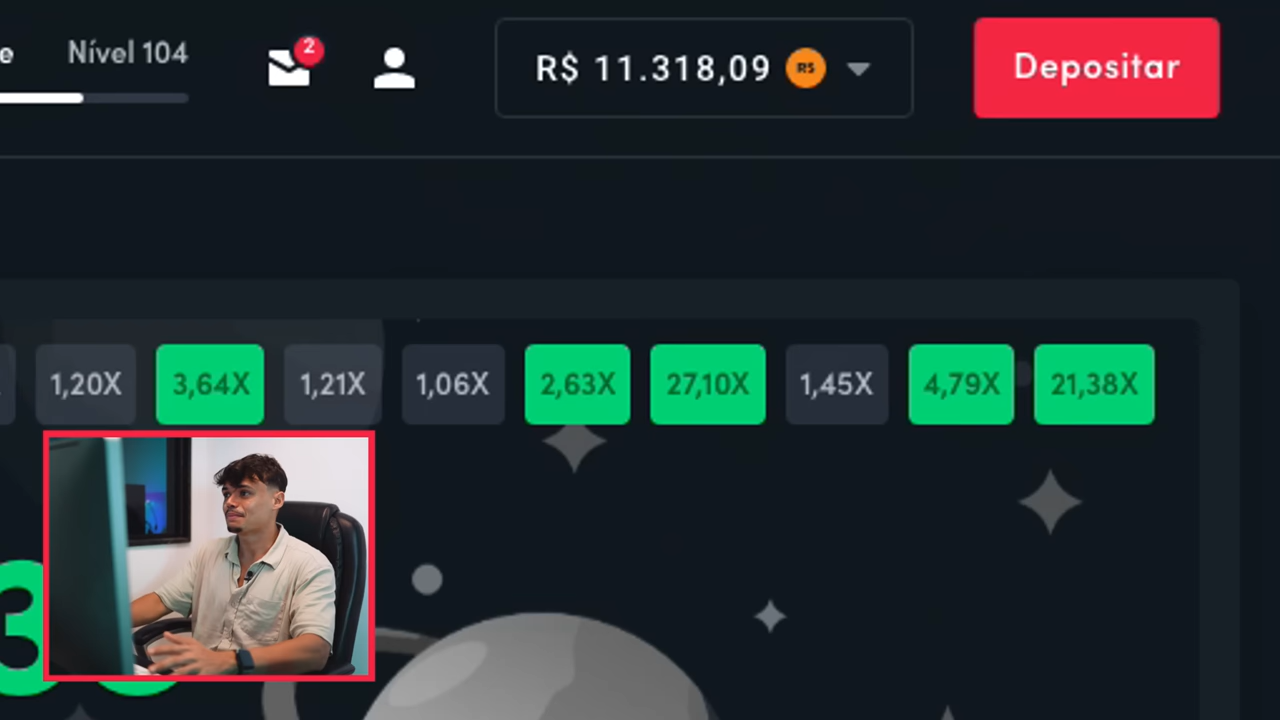 e
Nível 104
2
R$ 11.318,09
R$
Depositar
1,20X
3,64X
1,21X
1,06X
2,63X
27,10X
1,45X
4,79X
21,38X
3